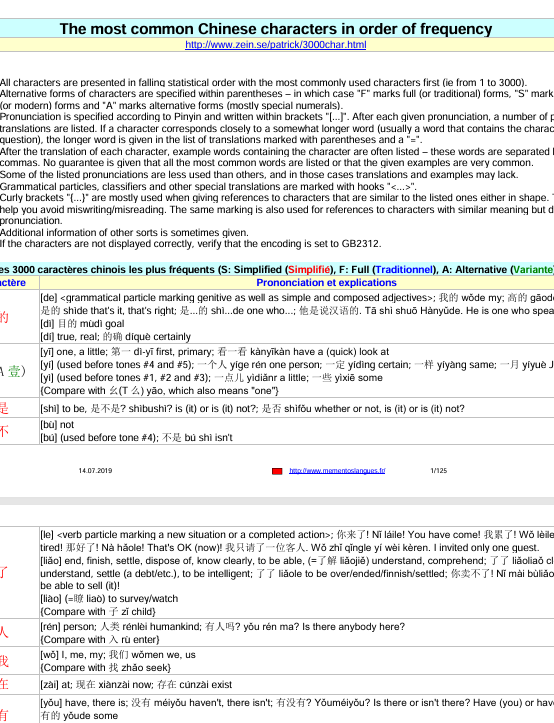 The most common Chinese characters in order of frequency
http://www.zein.se/patrick/3000char.html
All characters are presented in falling statistical order with the most commonly used characters first (ie from 1 to 3000).
Alternative forms of characters are specified within parentheses – in which case "F" marks full (or traditional) forms, "S" mark
(or modern) forms and "A" marks alternative forms (mostly special numerals).
Pronunciation is specified according to Pinyin and written within brackets "[...]". After each given pronunciation, a number of p
translations are listed. If a character corresponds closely to a somewhat longer word (usually a word that contains the charac
question), the longer word is given in the list of translations marked with parentheses and a "=".
After the translation of each character, example words containing the character are often listed – these words are separated b
commas. No guarantee is given that all the most common words are listed or that the given examples are very common.
Some of the listed pronunciations are less used than others, and in those cases translations and examples may lack.
Grammatical particles, classifiers and other special translations are marked with hooks "<...>".
Curly brackets "{...}" are mostly used when giving references to characters that are similar to the listed ones either in shape. T
help you avoid miswriting/misreading. The same marking is also used for references to characters with similar meaning but d
pronunciation.
Additional information of other sorts is sometimes given.
If the characters are not displayed correctly, verify that the encoding is set to GB2312.
es 3000 caractères chinois les plus fréquents (S: Simplified (Simplifié), F: Full (Traditionnel), A: Alternative (Variante)
actère Prononciation et explications
的 [de] <grammatical particle marking genitive as well as simple and composed adjectives>; 我的 wǒde my; 高的 gāod
是的 shìde that's it, that's right; 是...的 shì...de one who...; 他是说汉语的. Tā shì shuō Hànyǔde. He is one who spea
[dì] 目的 mùdì goal
[dí] true, real; 的确 díquè certainly
A 壹) [yī] one, a little; 第一 dì-yī first, primary; 看一看 kànyīkàn have a (quick) look at
[yí] (used before tones #4 and #5); 一个人 yíge rén one person; 一定 yídìng certain; 一样 yíyàng same; 一月 yíyuè J
[yì] (used before tones #1, #2 and #3); 一点儿 yìdiǎnr a little; 一些 yìxiē some
{Compare with 幺(T 么) yāo, which also means "one"}
是 [shì] to be, 是不是? shìbushì? is (it) or is (it) not?; 是否 shìfǒu whether or not, is (it) or is (it) not?
不 [bù] not
[bú] (used before tone #4); 不是 bú shì isn't
14.07.2019 http://www.mementoslangues.fr/ 1/125
了 [le] <verb particle marking a new situation or a completed action>; 你来了! Nǐ láile! You have come! 我累了! Wǒ lèile
tired! 那好了! Nà hǎole! That's OK (now)! 我只请了一位客人. Wǒ zhǐ qǐngle yí wèi kèren. I invited only one guest.
[liǎo] end, finish, settle, dispose of, know clearly, to be able, (=了解 liǎojiě) understand, comprehend; 了了 liǎoliǎo cl
understand, settle (a debt/etc.), to be intelligent; 了了 liǎole to be over/ended/finnish/settled; 你卖不了! Nǐ mài bùliǎo
be able to sell (it)!
[liào] (=瞭 liào) to survey/watch
{Compare with 子 zǐ child}
人 [rén] person; 人类 rénlèi humankind; 有人吗? yǒu rén ma? Is there anybody here?
{Compare with 入 rù enter}
我 [wǒ] I, me, my; 我们 wǒmen we, us
{Compare with 找 zhǎo seek}
在 [zài] at; 现在 xiànzài now; 存在 cúnzài exist
有 [yǒu] have, there is; 没有 méiyǒu haven't, there isn't; 有没有? Yǒuméiyǒu? Is there or isn't there? Have (you) or have
有的 yǒude some